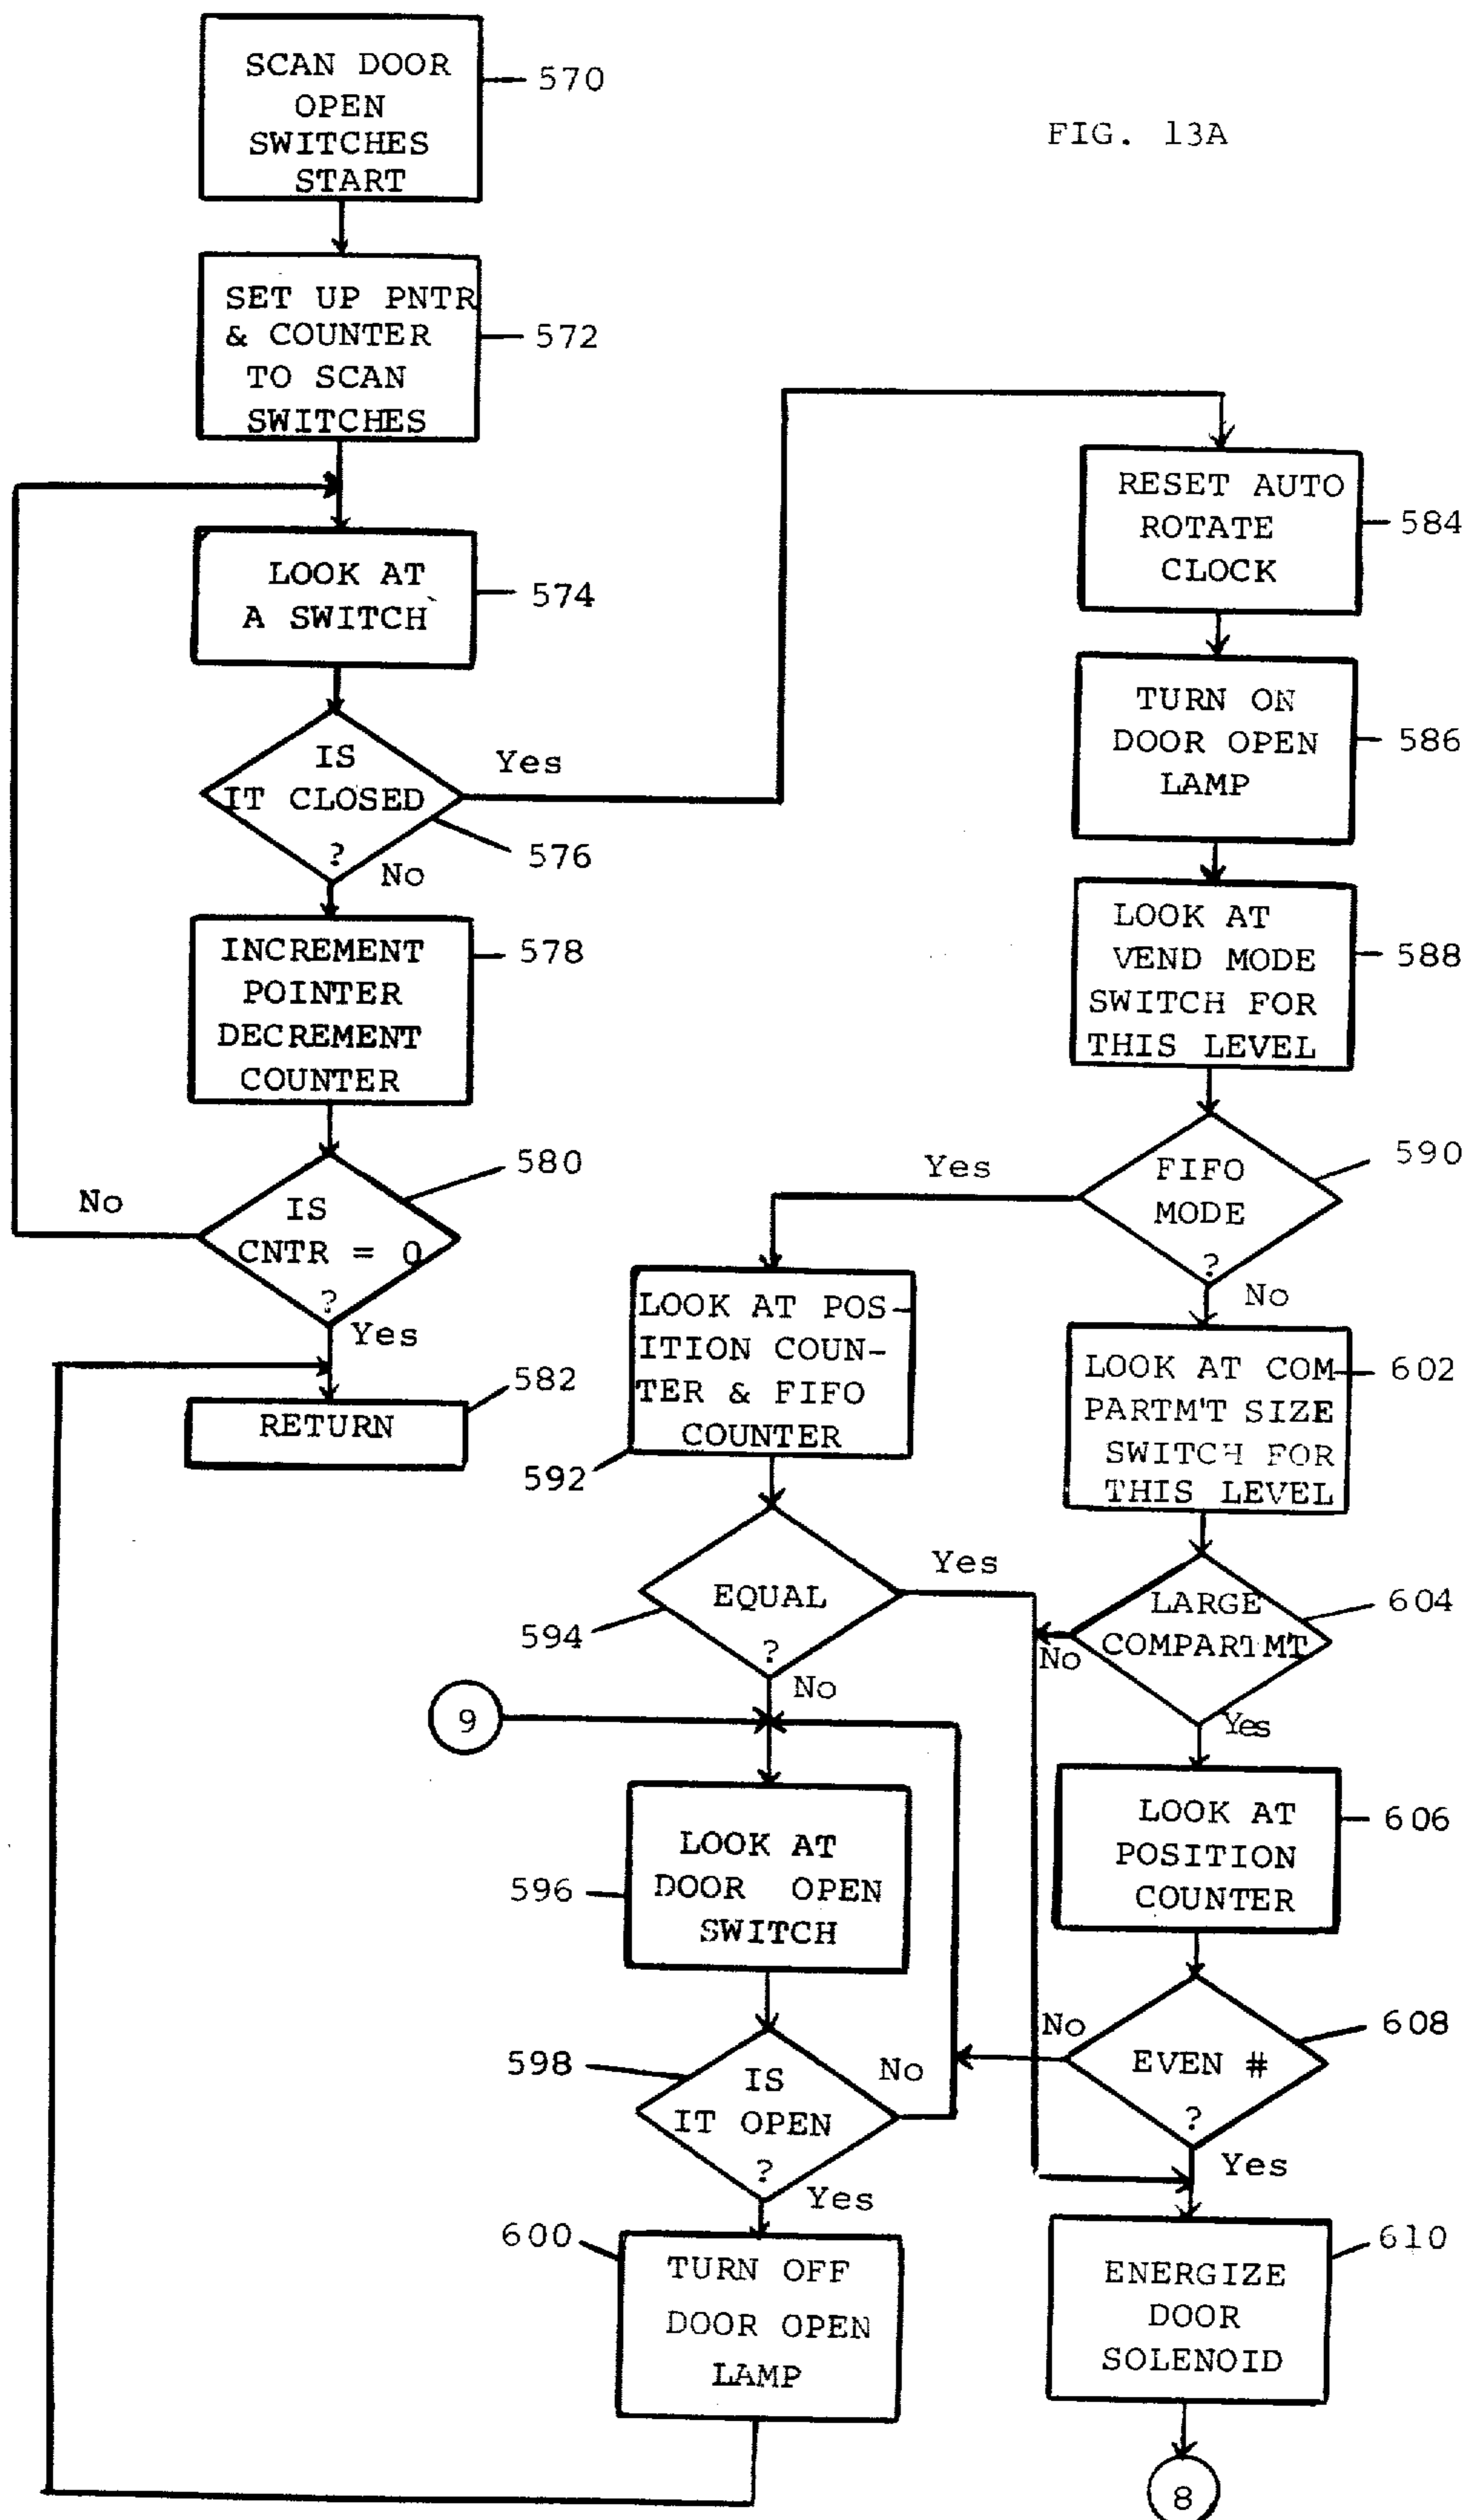 FIG. 13A
SCAN DOOR
OPEN
SWITCHES
START
570
SET UP PNTR
& COUNTER
TO SCAN
SWITCHES
572
LOOK AT
A SWITCH
574
IS
IT CLOSED
?
Yes
576
No
INCREMENT
POINTER
DECREMENT
COUNTER
578
IS
CNTR = 0
?
580
No
Yes
RETURN
582
RESET AUTO
ROTATE
CLOCK
584
TURN ON
DOOR OPEN
LAMP
586
LOOK AT
VEND MODE
SWITCH FOR
THIS LEVEL
588
FIFO
MODE
?
590
Yes
No
LOOK AT POS-
ITION COUN-
TER & FIFO
COUNTER
592
EQUAL
?
594
Yes
No
9
LOOK AT
DOOR OPEN
SWITCH
596
IS
IT OPEN
?
598
No
Yes
TURN OFF
DOOR OPEN
LAMP
600
LOOK AT COM-
PARTM'T SIZE
SWITCH FOR
THIS LEVEL
602
LARGE
COMPARTMT
604
No
Yes
LOOK AT
POSITION
COUNTER
606
EVEN #
?
608
No
Yes
ENERGIZE
DOOR
SOLENOID
610
8